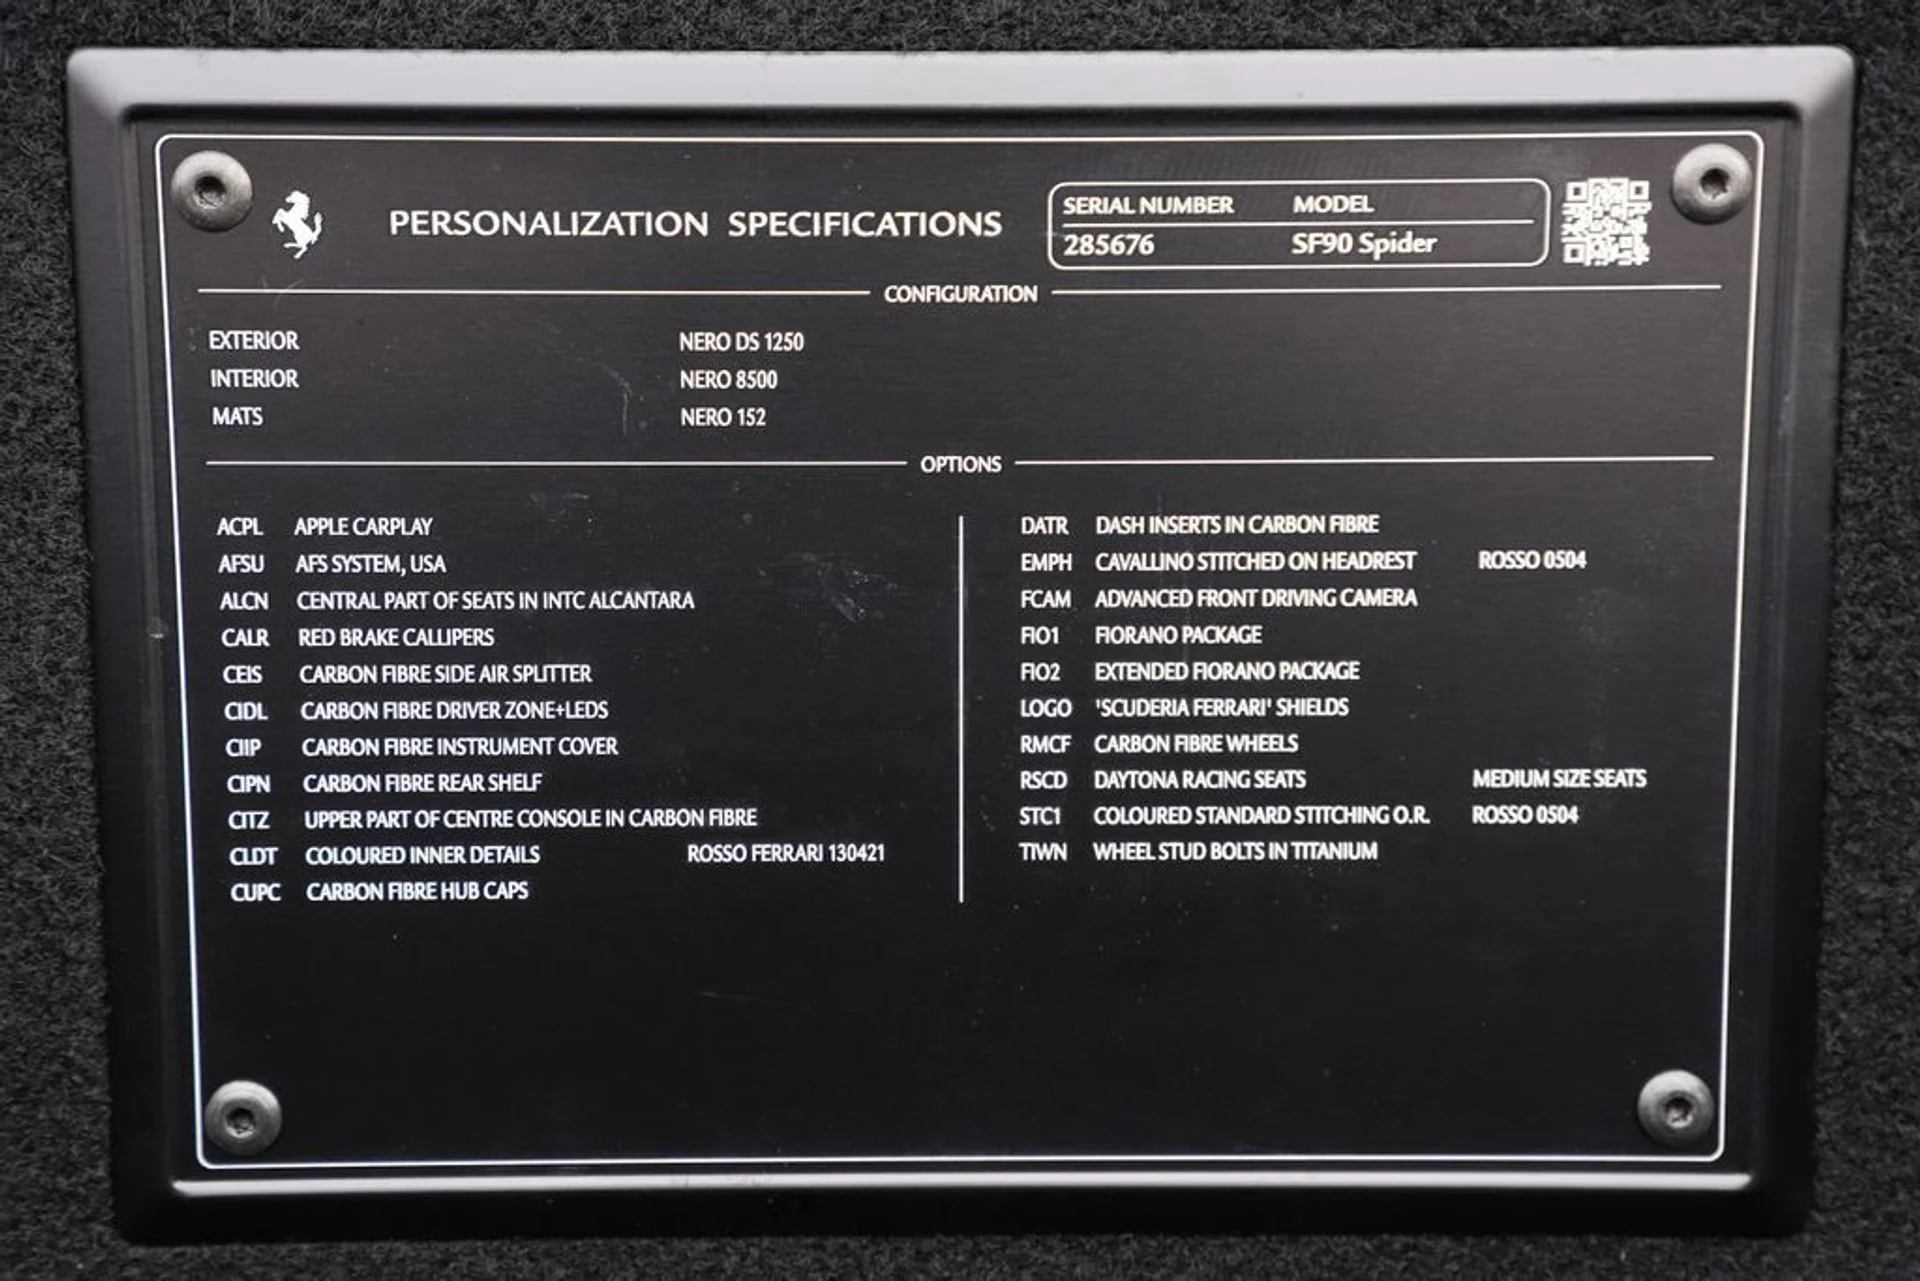 PERSONALIZATION SPECIFICATIONS
SERIAL NUMBER MODEL
285676 SF90 Spider
CONFIGURATION
EXTERIOR NERO DS 1250
INTERIOR NERO 8500
MATS NERO 152
OPTIONS
ACPL APPLE CARPLAY
AFSU AFS SYSTEM, USA
ALCN CENTRAL PART OF SEATS IN INTC ALCANTARA
CALR RED BRAKE CALLIPERS
CEIS CARBON FIBRE SIDE AIR SPLITTER
CIDL CARBON FIBRE DRIVER ZONE+LEDS
CIIP CARBON FIBRE INSTRUMENT COVER
CIPN CARBON FIBRE REAR SHELF
CITZ UPPER PART OF CENTRE CONSOLE IN CARBON FIBRE
CLDT COLOURED INNER DETAILS ROSSO FERRARI 130421
CUPC CARBON FIBRE HUB CAPS
DATR DASH INSERTS IN CARBON FIBRE
EMPH CAVALLINO STITCHED ON HEADREST ROSSO 0504
FCAM ADVANCED FRONT DRIVING CAMERA
FIO1 FIORANO PACKAGE
FIO2 EXTENDED FIORANO PACKAGE
LOGO 'SCUDERIA FERRARI' SHIELDS
RMCF CARBON FIBRE WHEELS
RSCD DAYTONA RACING SEATS MEDIUM SIZE SEATS
STC1 COLOURED STANDARD STITCHING O.R. ROSSO 0504
TIWN WHEEL STUD BOLTS IN TITANIUM